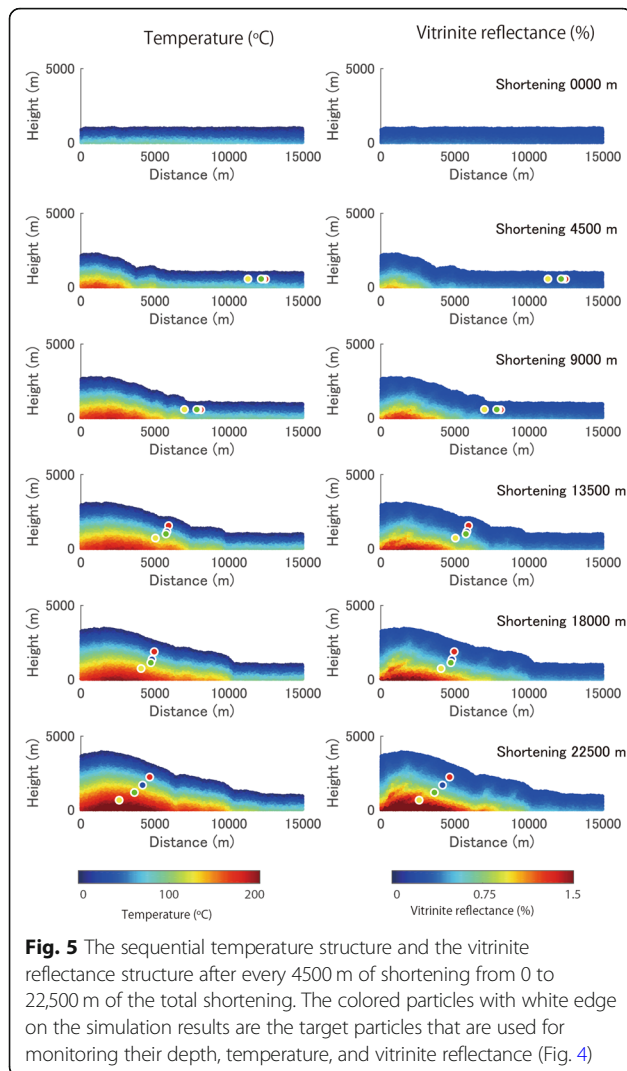 Temperature (ºC)
Vitrinite reflectance (%)
Height (m)
5000
0
0 5000 10000 15000
Distance (m)
Height (m)
5000
0
Shortening 0000 m
0 5000 10000 15000
Distance (m)
Height (m)
5000
0
0 5000 10000 15000
Distance (m)
Height (m)
5000
0
Shortening 4500 m
0 5000 10000 15000
Distance (m)
Height (m)
5000
0
0 5000 10000 15000
Distance (m)
Height (m)
5000
0
Shortening 9000 m
0 5000 10000 15000
Distance (m)
Height (m)
5000
0
0 5000 10000 15000
Distance (m)
Height (m)
5000
0
Shortening 13500 m
0 5000 10000 15000
Distance (m)
Height (m)
5000
0
0 5000 10000 15000
Distance (m)
Height (m)
5000
0
Shortening 18000 m
0 5000 10000 15000
Distance (m)
Height (m)
5000
0
0 5000 10000 15000
Distance (m)
Height (m)
5000
0
Shortening 22500 m
0 5000 10000 15000
Distance (m)
0 100 200
Temperature (ºC)
0 0.75 1.5
Vitrinite reflectance (%)
Fig. 5 The sequential temperature structure and the vitrinite
reflectance structure after every 4500 m of shortening from 0 to
22,500 m of the total shortening. The colored particles with white edge
on the simulation results are the target particles that are used for
monitoring their depth, temperature, and vitrinite reflectance (Fig. 4)